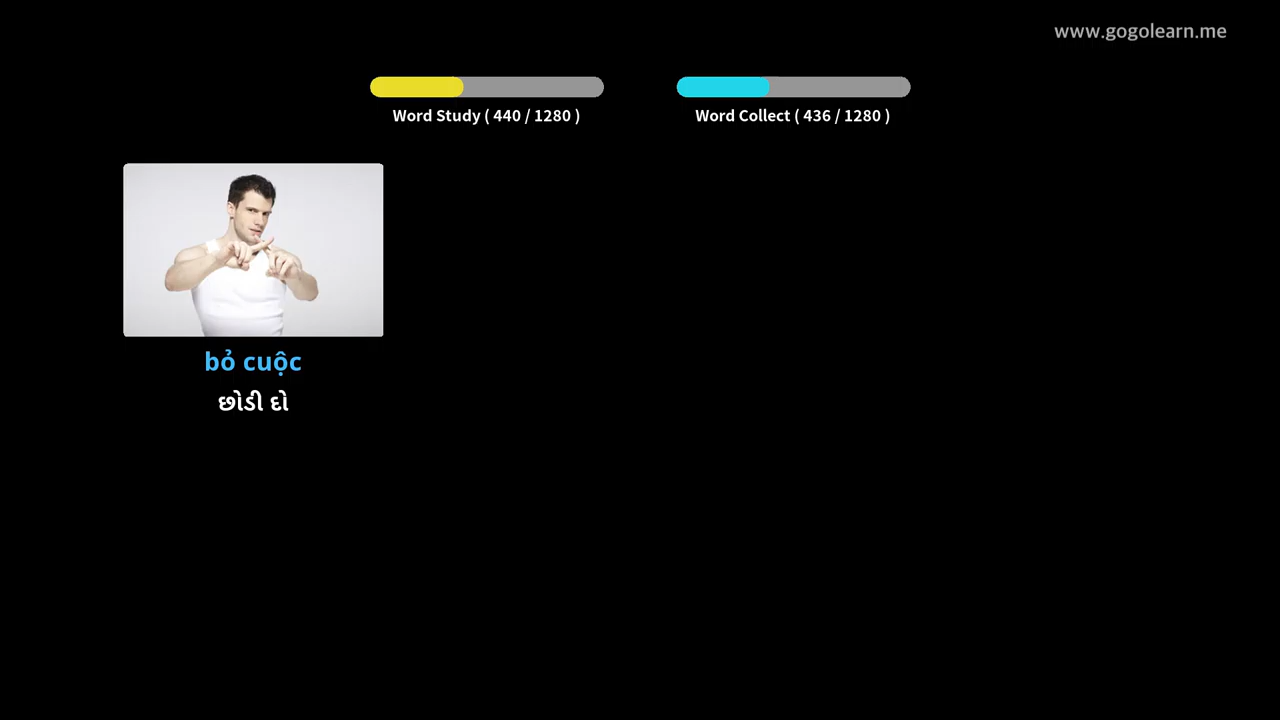 www.gogolearn.me
Word Study ( 440 / 1280 )
Word Collect ( 436 / 1280 )
bỏ cuộc
છોડી દો